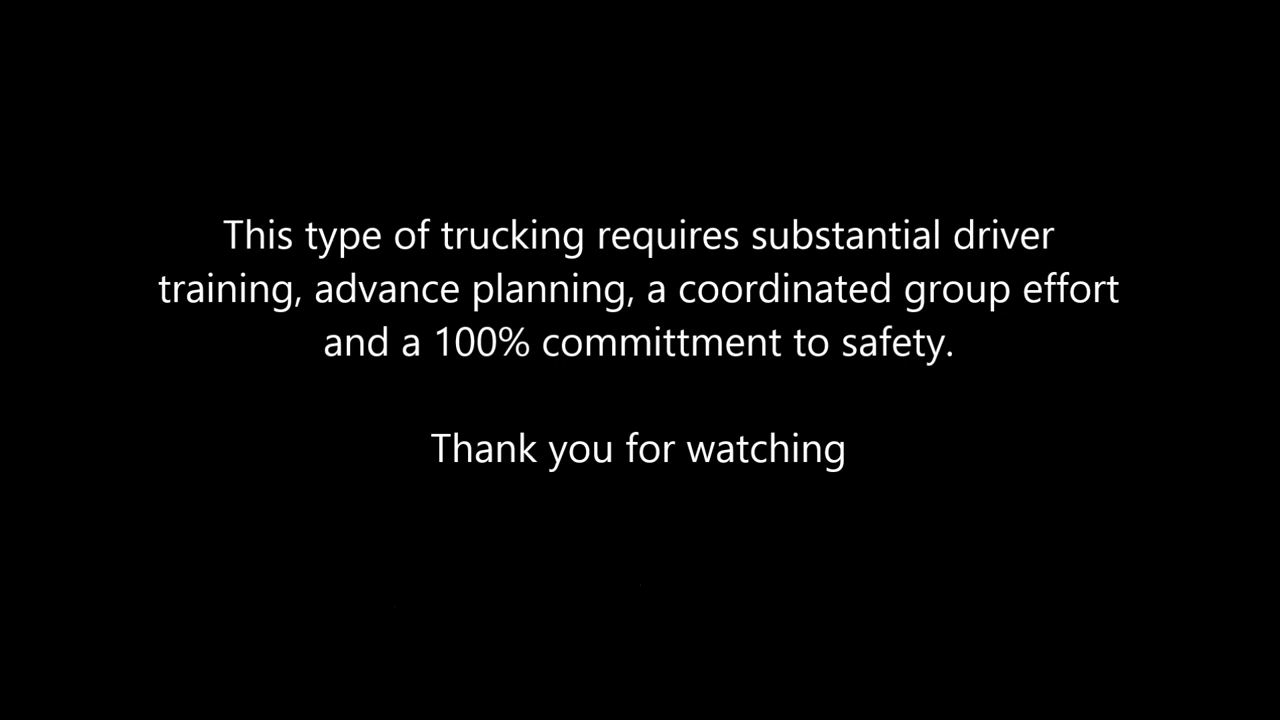 This type of trucking requires substantial driver
training, advance planning, a coordinated group effort
and a 100% committment to safety.
Thank you for watching